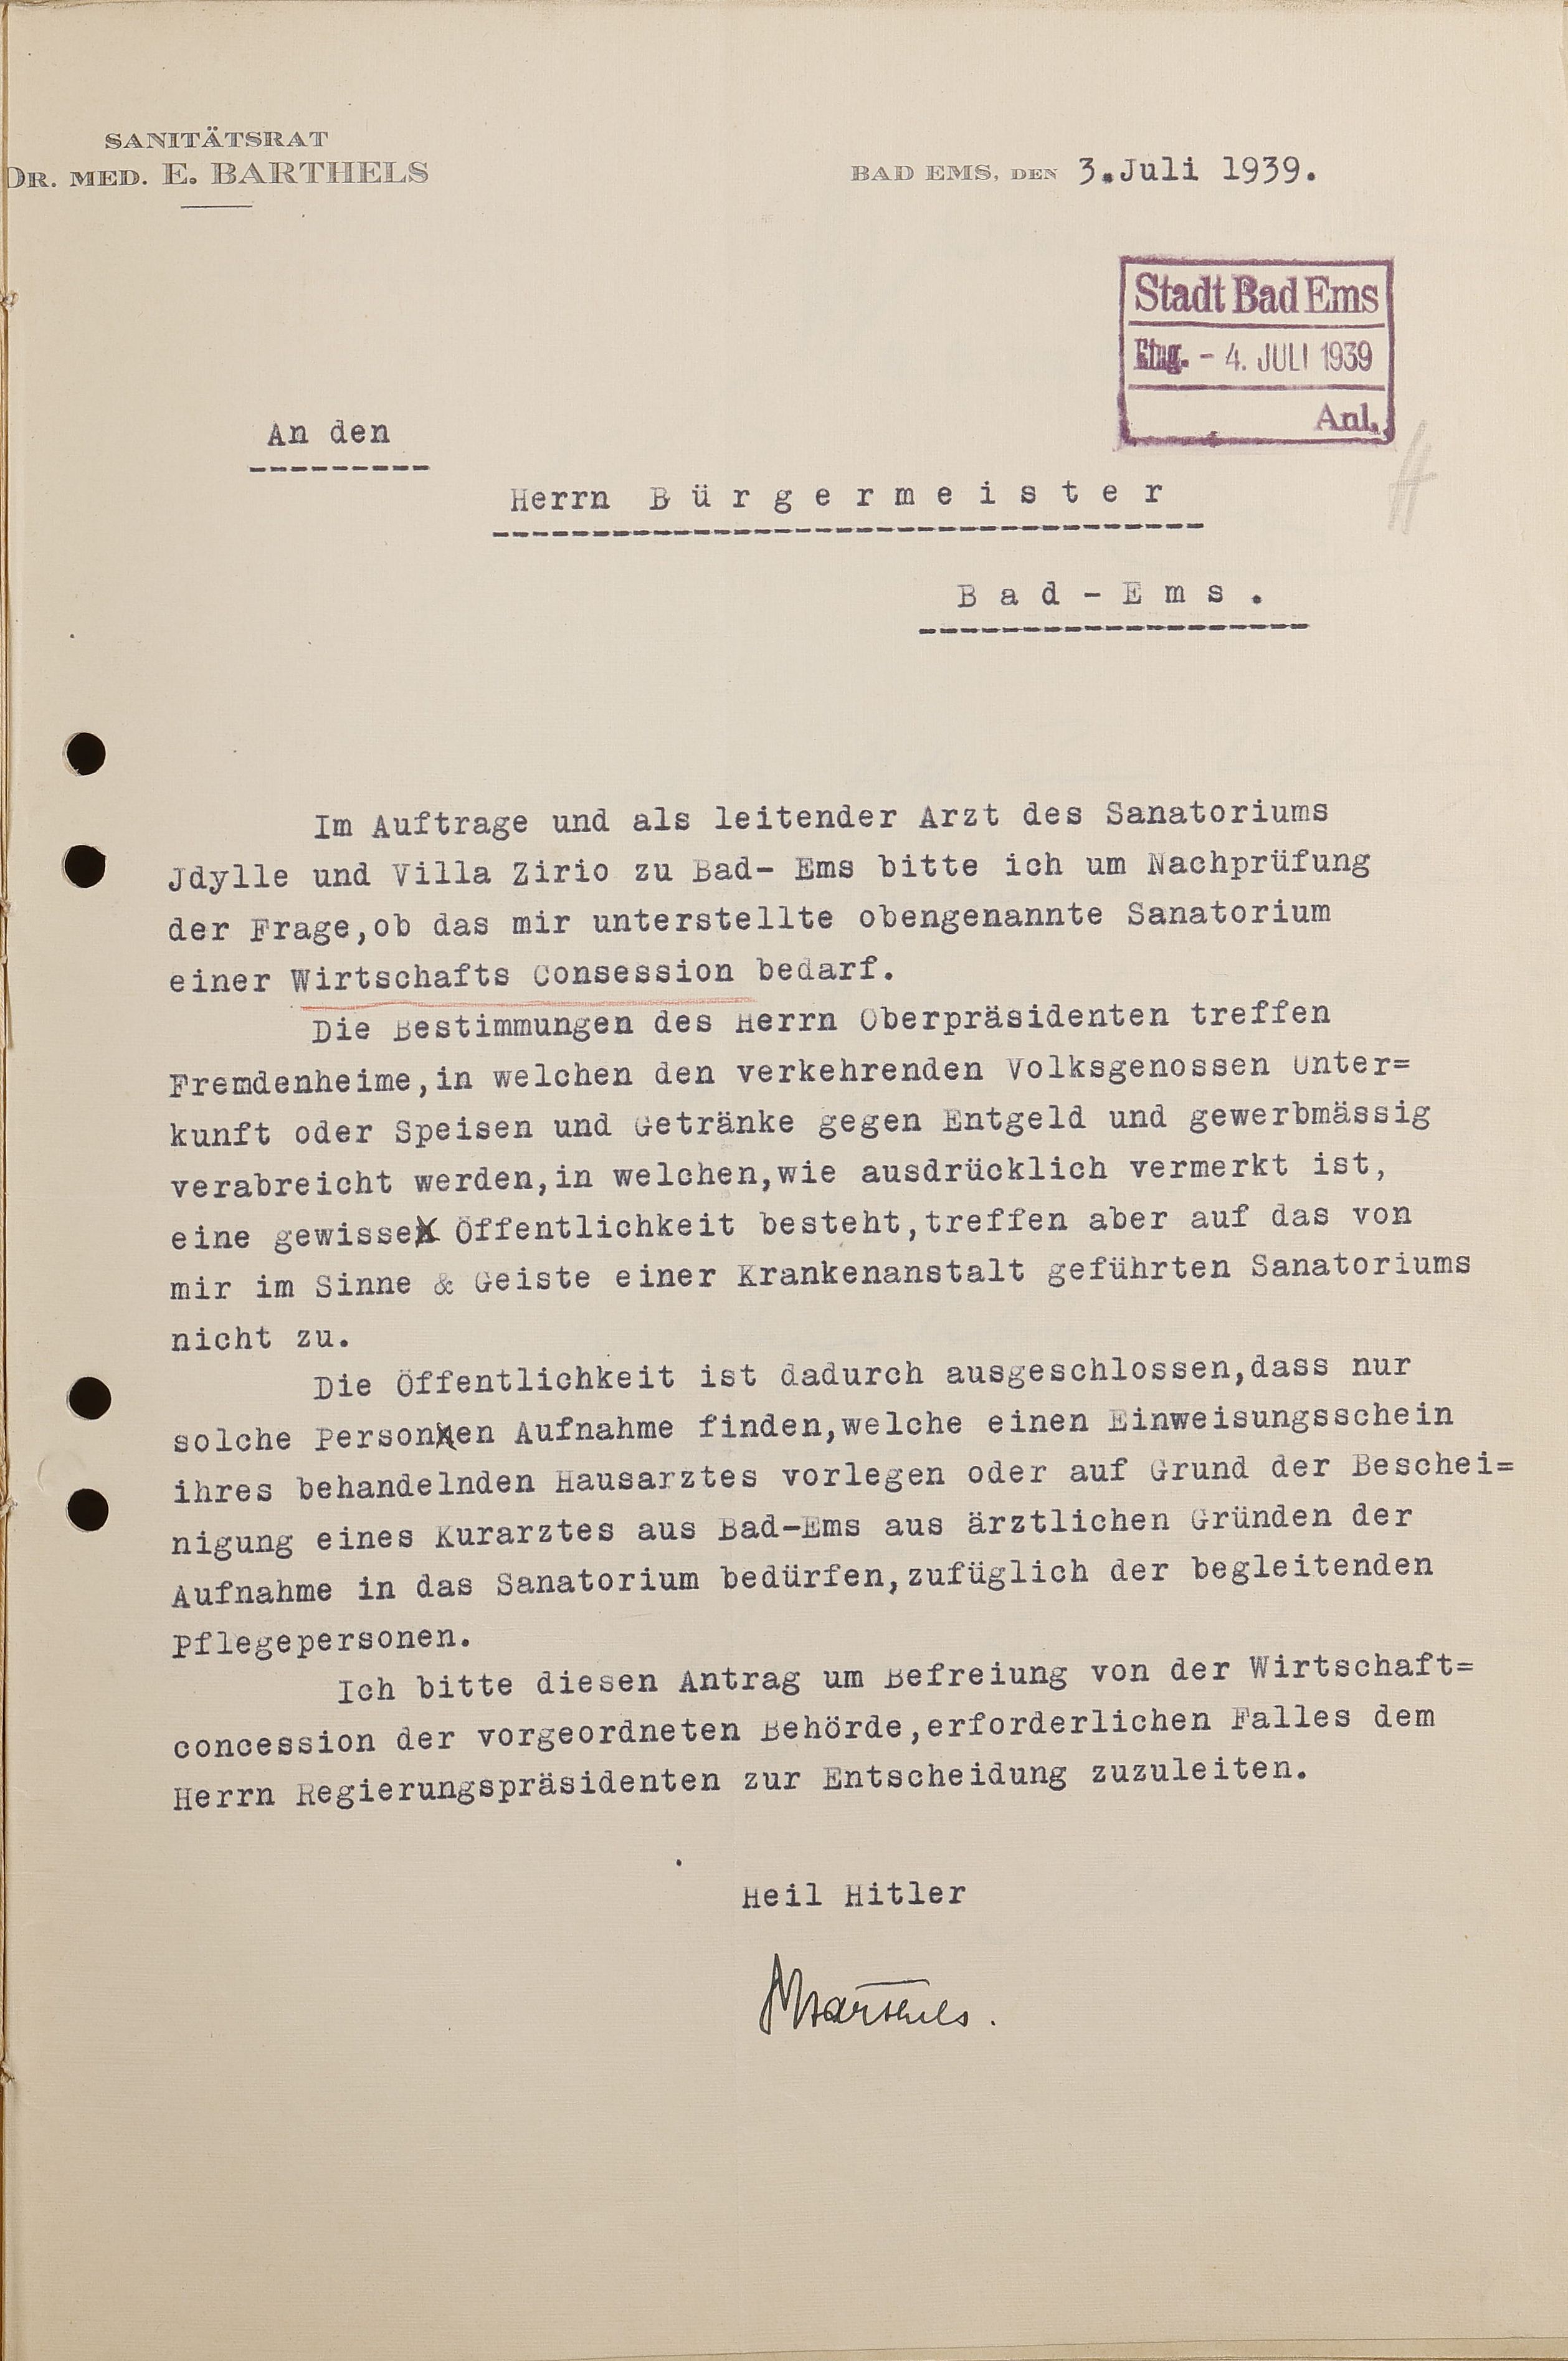 SANITÄTSRAT
DR. MED. E. BARTHELS
BAD EMS, DEN 3.Juli 1939.
Stadt Bad Ems
Eing. - 4. JULI 1939
Anl.
An den
Herrn Bürgermeister
Bad-Ems.
Im Auftrage und als leitender Arzt des Sanatoriums
Jdylle und Villa Zirio zu Bad- Ems bitte ich um Nachprüfung
der Frage,ob das mir unterstellte obengenannte Sanatorium
einer Wirtschafts Consession bedarf.
Die Bestimmungen des Herrn Oberpräsidenten treffen
Fremdenheime,in welchen den verkehrenden Volksgenossen Unter=
kunft oder Speisen und Getränke gegen Entgeld und gewerbmässig
verabreicht werden,in welchen,wie ausdrücklich vermerkt ist,
eine gewisse Öffentlichkeit besteht,treffen aber auf das von
mir im Sinne & Geiste einer Krankenanstalt geführten Sanatoriums
nicht zu.
Die Öffentlichkeit ist dadurch ausgeschlossen,dass nur
solche Personen Aufnahme finden,welche einen Einweisungsschein
ihres behandelnden Hausarztes vorlegen oder auf Grund der Beschei=
nigung eines Kurarztes aus Bad-Ems aus ärztlichen Gründen der
Aufnahme in das Sanatorium bedürfen,zufüglich der begleitenden
Pflegepersonen.
Ich bitte diesen Antrag um Befreiung von der Wirtschaft=
concession der vorgeordneten Behörde,erforderlichen Falles dem
Herrn Regierungspräsidenten zur Entscheidung zuzuleiten.
Heil Hitler
Barthels.